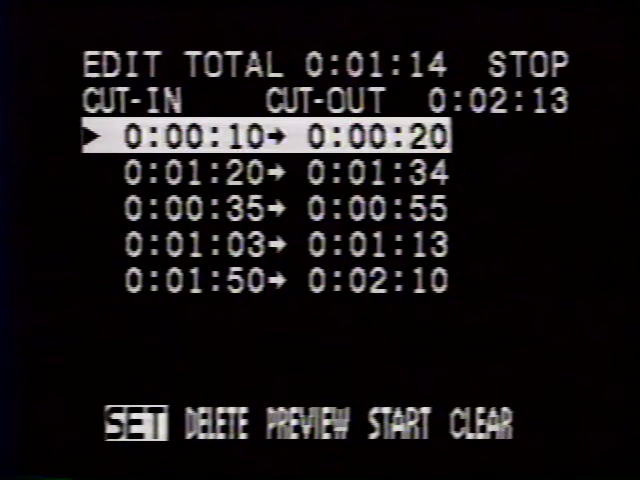 EDIT TOTAL 0:01:14 STOP
CUT-IN CUT-OUT 0:02:13
► 0:00:10→ 0:00:20
0:01:20→ 0:01:34
0:00:35→ 0:00:55
0:01:03→ 0:01:13
0:01:50→ 0:02:10
SET DELETE PREVIEW START CLEAR